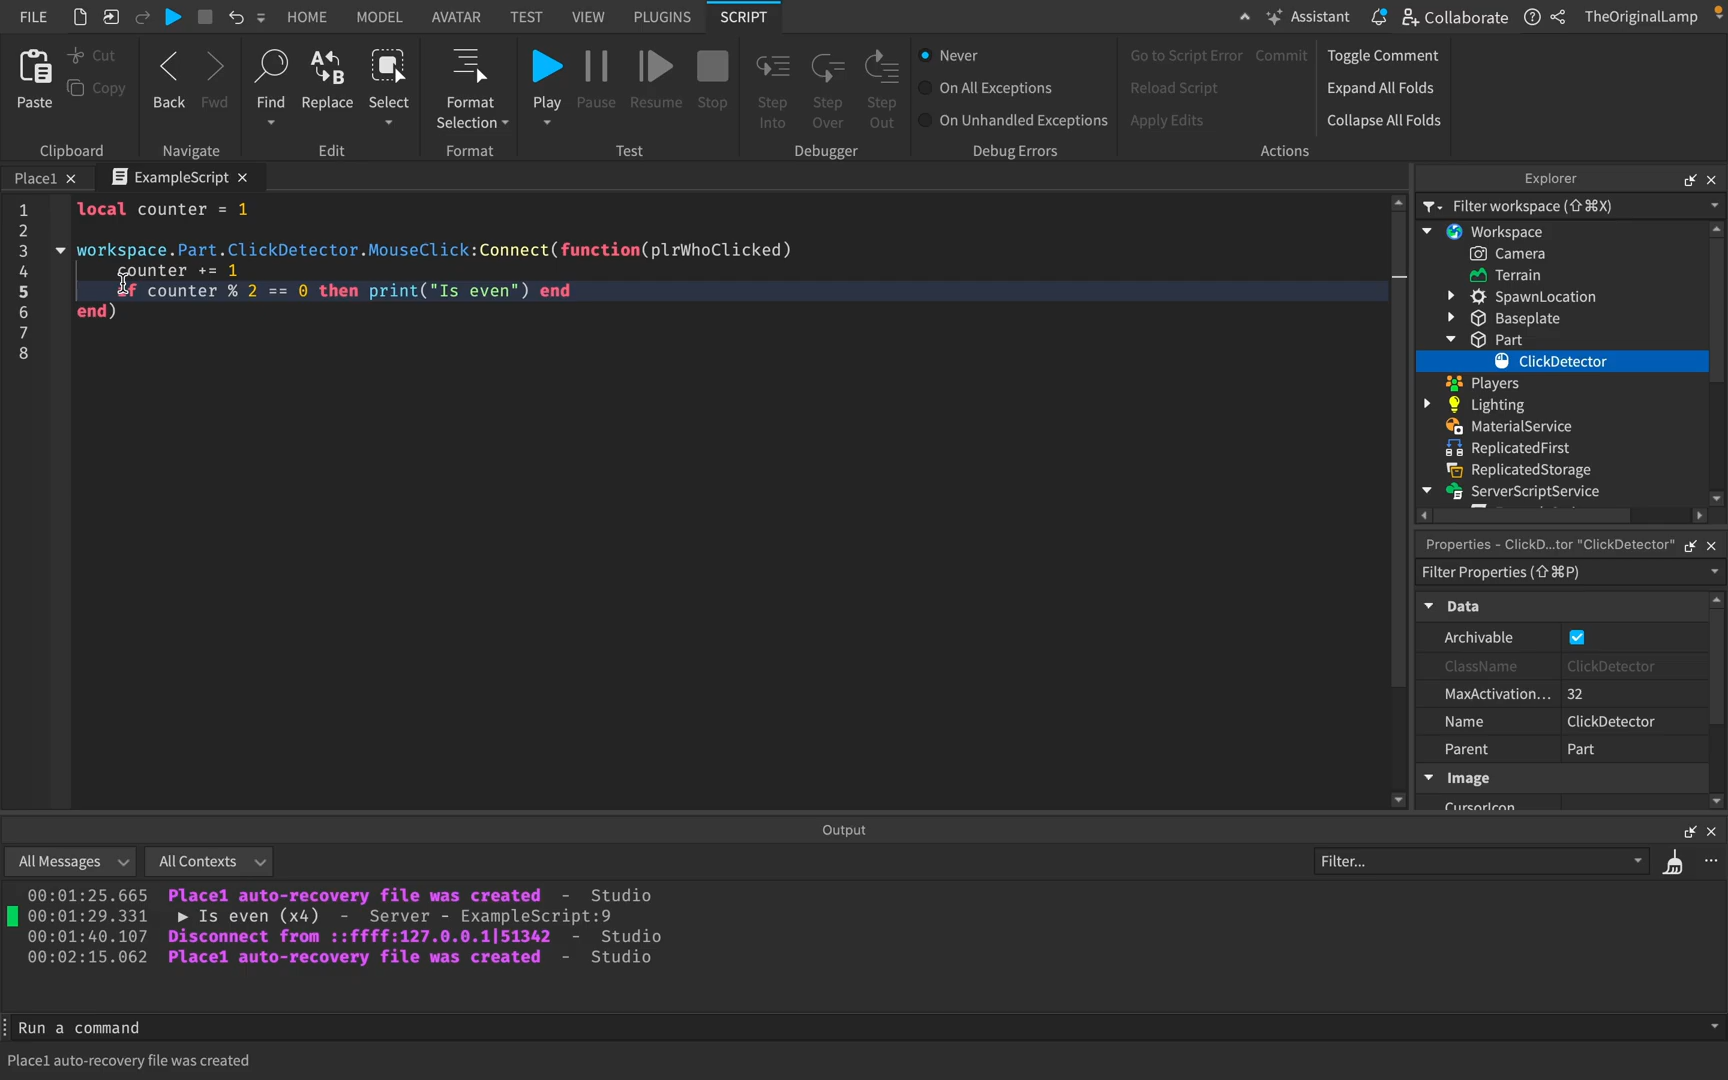 FILE HOME MODEL AVATAR TEST VIEW PLUGINS SCRIPT Assistant Collaborate TheOriginalLamp
Paste Cut Copy
Clipboard
Back Fwd
Navigate
Find Replace Select
Edit
Format Selection
Format
Play Pause Resume Stop
Test
Step Into Step Over Step Out
Debugger
Never
On All Exceptions
On Unhandled Exceptions
Debug Errors
Go to Script Error Commit Toggle Comment
Reload Script Expand All Folds
Apply Edits Collapse All Folds
Actions
Place1 ExampleScript
1 local counter = 1
2
3 workspace.Part.ClickDetector.MouseClick:Connect(function(plrWhoClicked)
4 counter += 1
5 if counter % 2 == 0 then print("Is even") end
6 end)
7
8
Explorer
Filter workspace (⇧⌘X)
Workspace
Camera
Terrain
SpawnLocation
Baseplate
Part
ClickDetector
Players
Lighting
MaterialService
ReplicatedFirst
ReplicatedStorage
ServerScriptService
Properties - ClickD...tor "ClickDetector"
Filter Properties (⇧⌘P)
Data
Archivable
ClassName ClickDetector
MaxActivation... 32
Name ClickDetector
Parent Part
Image
CursorIcon
Output
All Messages All Contexts Filter...
00:01:25.665 Place1 auto-recovery file was created - Studio
00:01:29.331 ▶ Is even (x4) - Server - ExampleScript:9
00:01:40.107 Disconnect from ::ffff:127.0.0.1|51342 - Studio
00:02:15.062 Place1 auto-recovery file was created - Studio
Run a command
Place1 auto-recovery file was created